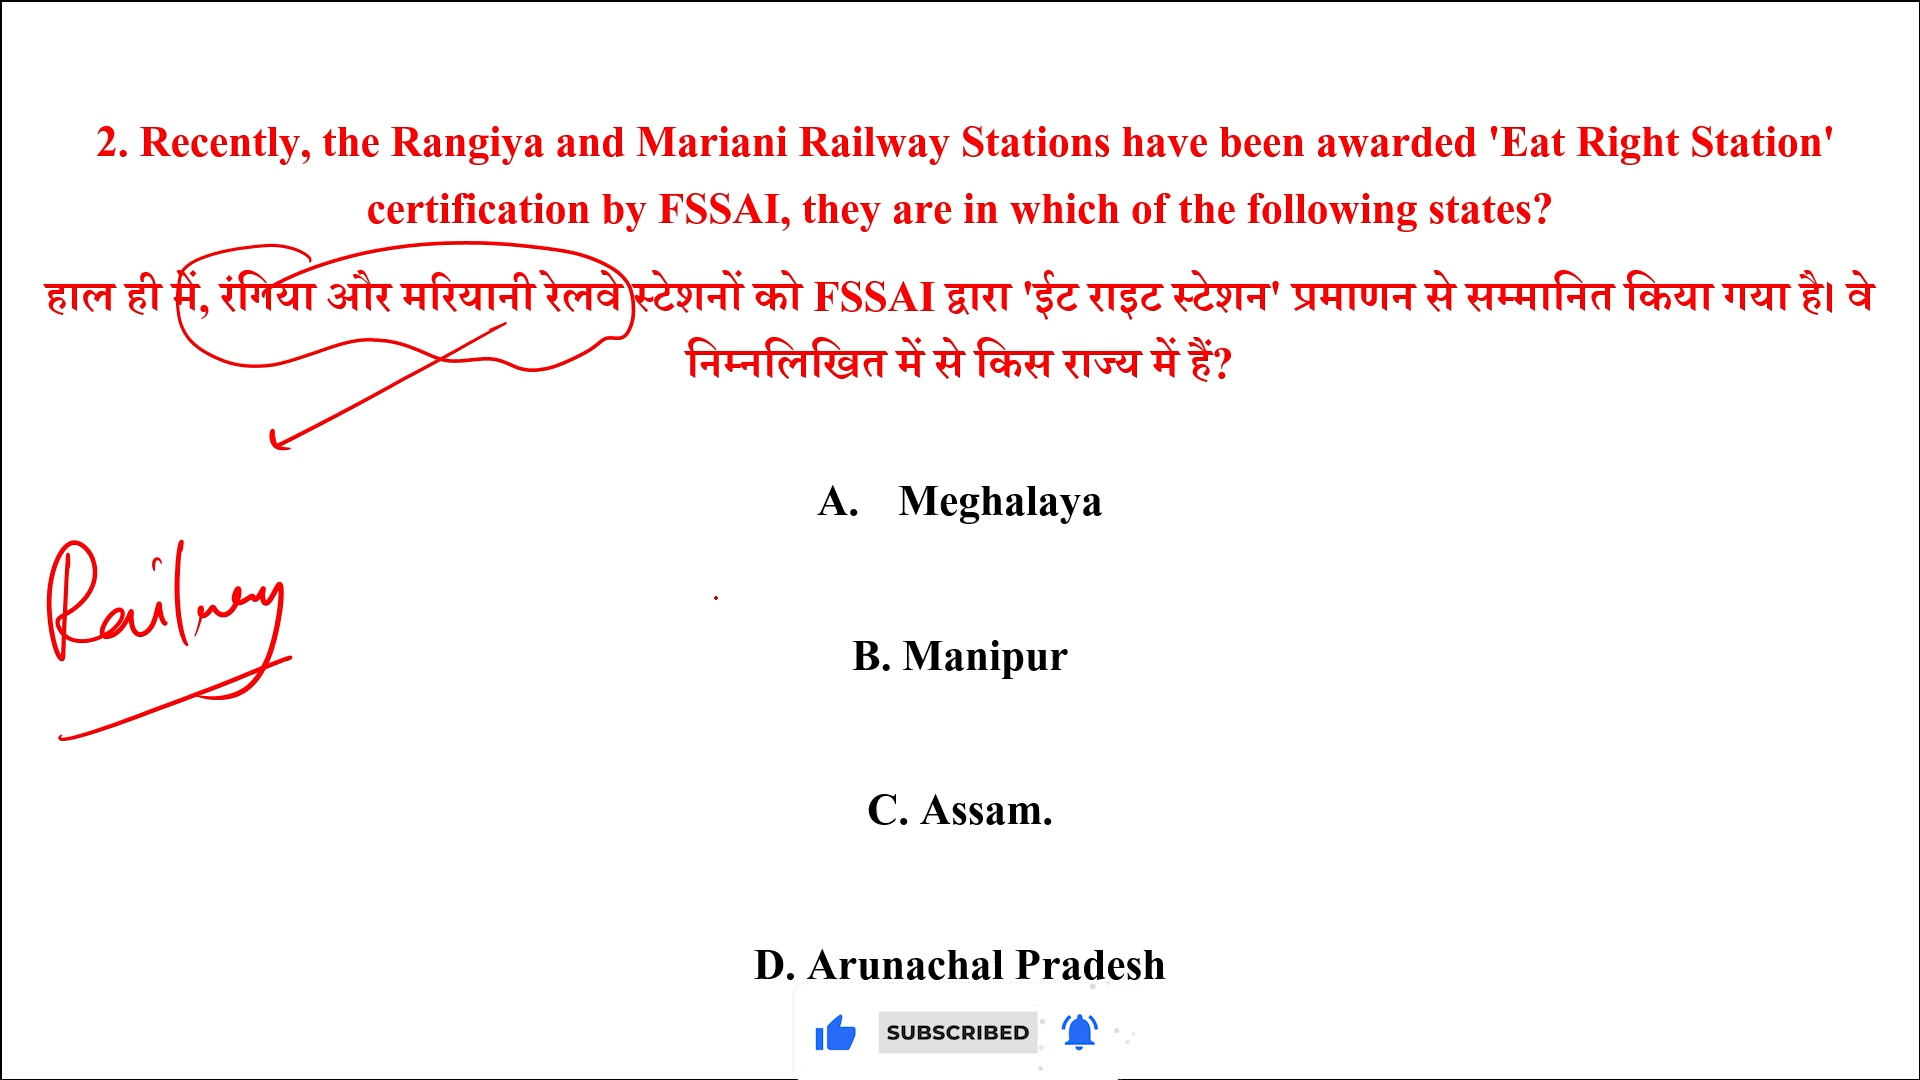 2. Recently, the Rangiya and Mariani Railway Stations have been awarded 'Eat Right Station'
certification by FSSAI, they are in which of the following states?
हाल ही में, रंगिया और मरियानी रेलवे स्टेशनों को FSSAI द्वारा 'ईट राइट स्टेशन' प्रमाणन से सम्मानित किया गया है। वे
निम्नलिखित में से किस राज्य में हैं?
A. Meghalaya
Railway
B. Manipur
C. Assam.
D. Arunachal Pradesh
SUBSCRIBED